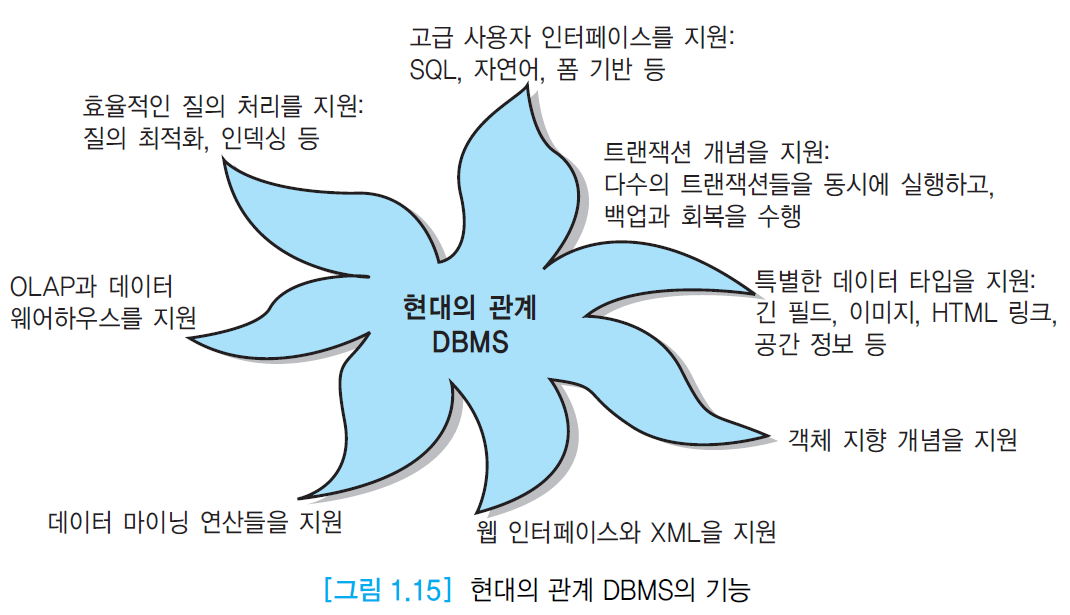 고급 사용자 인터페이스를 지원:
SQL, 자연어, 폼 기반 등
효율적인 질의 처리를 지원:
질의 최적화, 인덱싱 등
트랜잭션 개념을 지원:
다수의 트랜잭션들을 동시에 실행하고,
백업과 회복을 수행
OLAP과 데이터
웨어하우스를 지원
현대의 관계
DBMS
특별한 데이터 타입을 지원:
긴 필드, 이미지, HTML 링크,
공간 정보 등
객체 지향 개념을 지원
데이터 마이닝 연산들을 지원
웹 인터페이스와 XML을 지원
[그림 1.15] 현대의 관계 DBMS의 기능